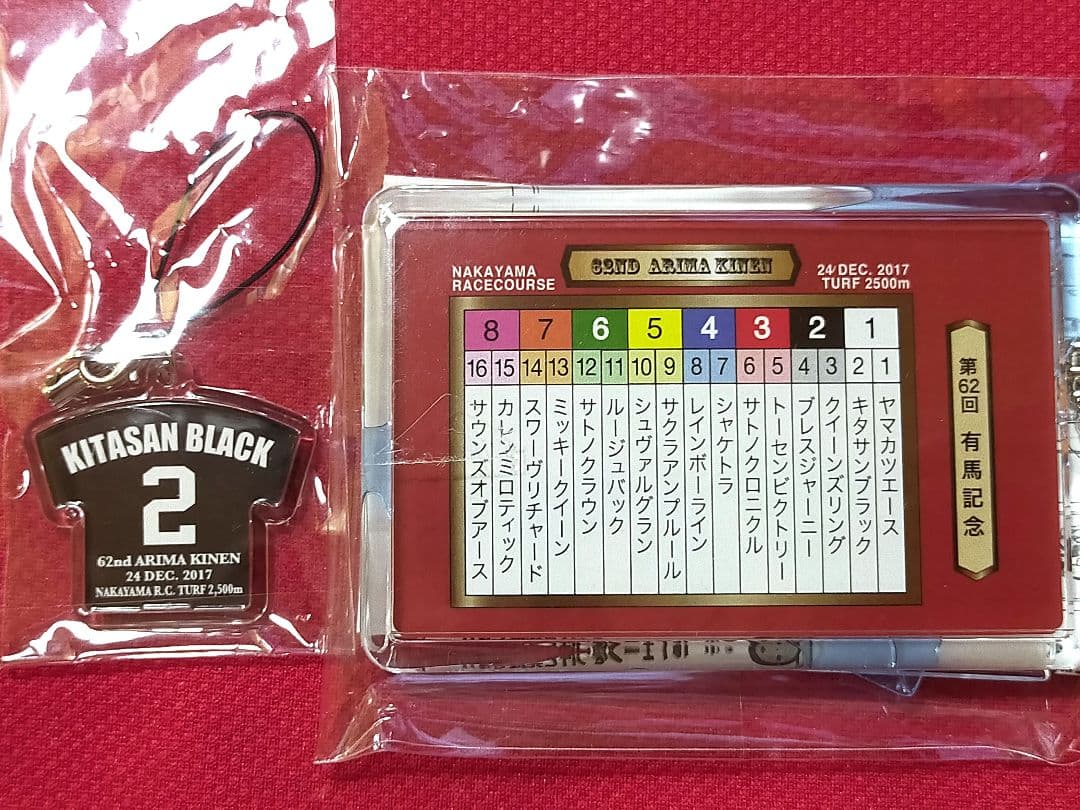 KITASAN BLACK
2
62nd ARIMA KINEN
24 DEC. 2017
NAKAYAMA R.C. TURF 2,500m
NAKAYAMA
RACECOURSE
62ND ARIMA KINEN
24/DEC. 2017
TURF 2500m
8 7 6 5 4 3 2 1
16 15 14 13 12 11 10 9 8 7 6 5 4 3 2 1
ヤマカツエース
キタサンブラック
クイーンズリング
ブレスジャーニー
トーセンビクトリー
サトノクロニクル
シャケトラ
レインボーライン
サクラアンプルール
シュヴァルグラン
ルージュバック
サトノクラウン
ミッキークイーン
スワーヴリチャード
カレンミロティック
サウンズオブアース
第62回 有馬記念